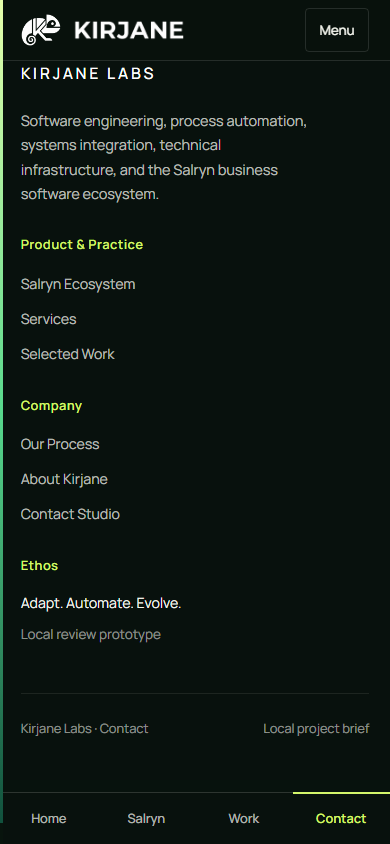 KIRJANE
Menu
KIRJANE LABS
Software engineering, process automation,
systems integration, technical
infrastructure, and the Salryn business
software ecosystem.
Product & Practice
Salryn Ecosystem
Services
Selected Work
Company
Our Process
About Kirjane
Contact Studio
Ethos
Adapt. Automate. Evolve.
Local review prototype
Kirjane Labs · Contact
Local project brief
Home
Salryn
Work
Contact